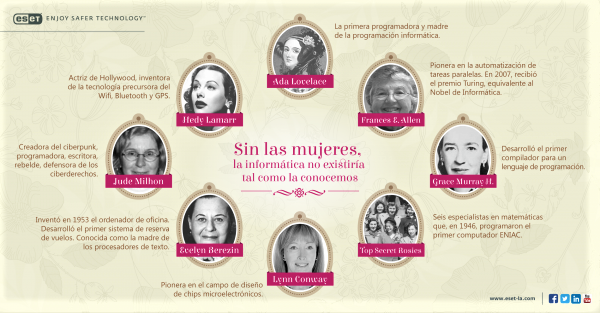 eset ENJOY SAFER TECHNOLOGY™
La primera programadora y madre
de la programación informática.
Ada Lovelace
Actriz de Hollywood, inventora
de la tecnología precursora del
Wifi, Bluetooth y GPS.
Hedy Lamarr
Pionera en la automatización de
tareas paralelas. En 2007, recibió
el premio Turing, equivalente al
Nobel de Informática.
Frances E. Allen
Creadora del ciberpunk,
programadora, escritora,
rebelde, defensora de los
ciberderechos.
Jude Milhon
Sin las mujeres,
la informática no existiría
tal como la conocemos
Desarrolló el primer
compilador para un
lenguaje de programación.
Grace Murray H.
Inventó en 1953 el ordenador de oficina.
Desarrolló el primer sistema de reserva
de vuelos. Conocida como la madre de
los procesadores de texto.
Evelyn Berezin
Seis especialistas en matemáticas
que, en 1946, programaron el
primer computador ENIAC.
Top Secret Rosies
Lynn Conway
Pionera en el campo de diseño
de chips microelectrónicos.
www.eset-la.com